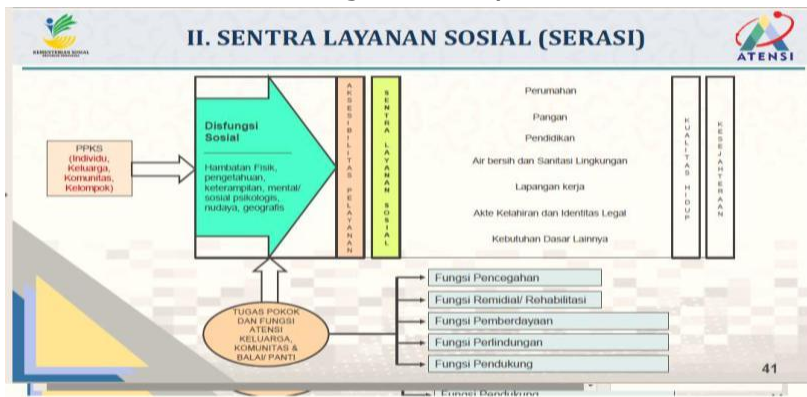 II. SENTRA LAYANAN SOSIAL (SERASI)
KEMENTERIAN SOSIAL
REPUBLIK INDONESIA
ATENSI
PPKS
(Individu,
Keluarga,
Komunitas,
Kelompok)
Disfungsi
Sosial
Hambatan Fisik,
pengetahuan,
keterampilan, mental/
sosial psikologis,
nudaya, geografis
AKSESIBILITAS PELAYANAN
SENTRA LAYANAN SOSIAL
Perumahan
Pangan
Pendidikan
Air bersih dan Sanitasi Lingkungan
Lapangan kerja
Akte Kelahiran dan Identitas Legal
Kebutuhan Dasar Lainnya
KUALITAS HIDUP
KESEJAHTERAAN
TUGAS POKOK
DAN FUNGSI
ATENSI
KELUARGA,
KOMUNITAS &
BALAI/ PANTI
Fungsi Pencegahan
Fungsi Remidial/ Rehabilitasi
Fungsi Pemberdayaan
Fungsi Perlindungan
Fungsi Pendukung
41
Fungsi Pendukung